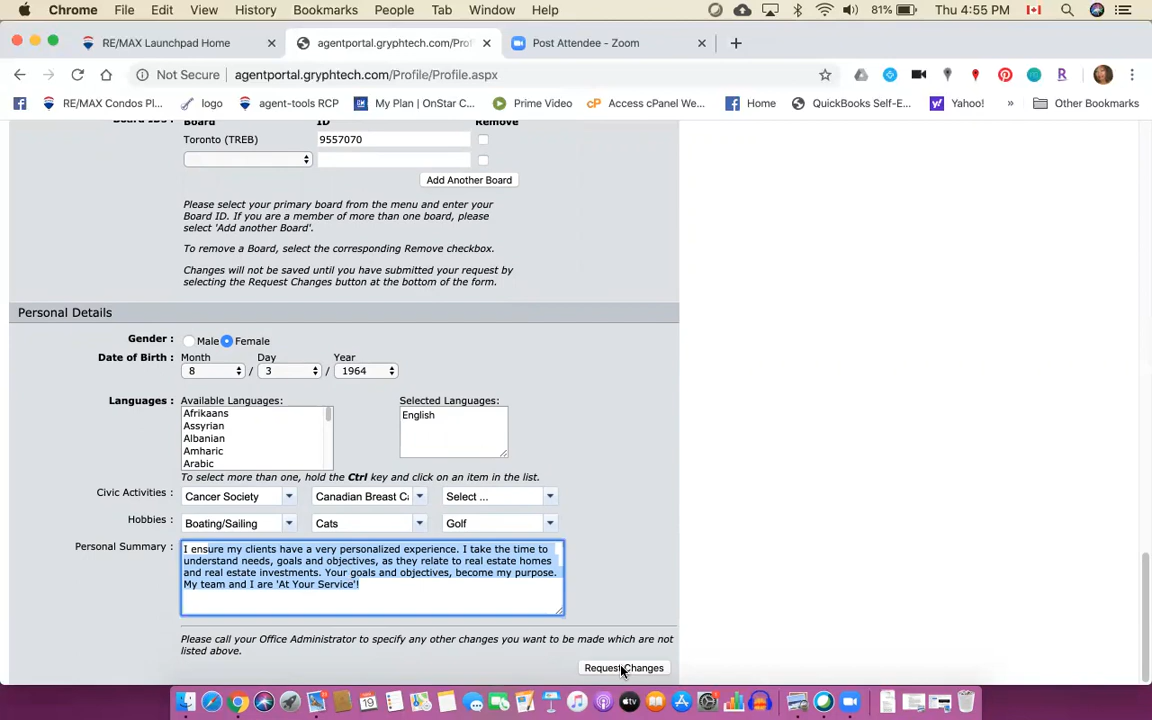 Chrome File Edit View History Bookmarks People Tab Window Help 81% Thu 4:55 PM
RE/MAX Launchpad Home agentportal.gryphtech.com/Prof Post Attendee - Zoom
Not Secure agentportal.gryphtech.com/Profile/Profile.aspx
RE/MAX Condos Pl... logo agent-tools RCP My Plan | OnStar C... Prime Video Access cPanel We... Home QuickBooks Self-E... Yahoo! » Other Bookmarks
Board IDs : Board ID Remove
Toronto (TREB) 9557070
Add Another Board
Please select your primary board from the menu and enter your
Board ID. If you are a member of more than one board, please
select 'Add another Board'.
To remove a Board, select the corresponding Remove checkbox.
Changes will not be saved until you have submitted your request by
selecting the Request Changes button at the bottom of the form.
Personal Details
Gender : Male Female
Date of Birth : Month Day Year
8 / 3 / 1964
Languages : Available Languages: Selected Languages:
Afrikaans English
Assyrian
Albanian
Amharic
Arabic
To select more than one, hold the Ctrl key and click on an item in the list.
Civic Activities : Cancer Society Canadian Breast Ca Select ...
Hobbies : Boating/Sailing Cats Golf
Personal Summary : I ensure my clients have a very personalized experience. I take the time to
understand needs, goals and objectives, as they relate to real estate homes
and real estate investments. Your goals and objectives, become my purpose.
My team and I are 'At Your Service'!
Please call your Office Administrator to specify any other changes you want to be made which are not
listed above.
Request Changes